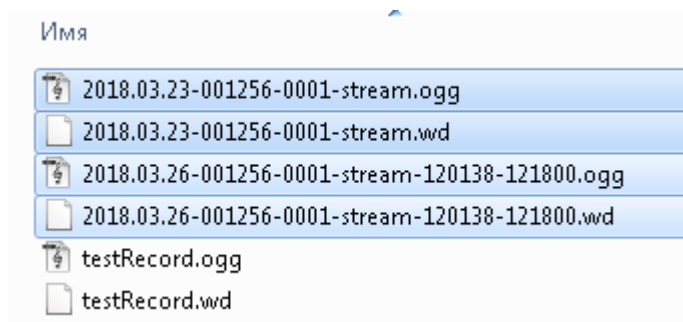 Имя
2018.03.23-001256-0001-stream.ogg
2018.03.23-001256-0001-stream.wd
2018.03.26-001256-0001-stream-120138-121800.ogg
2018.03.26-001256-0001-stream-120138-121800.wd
testRecord.ogg
testRecord.wd